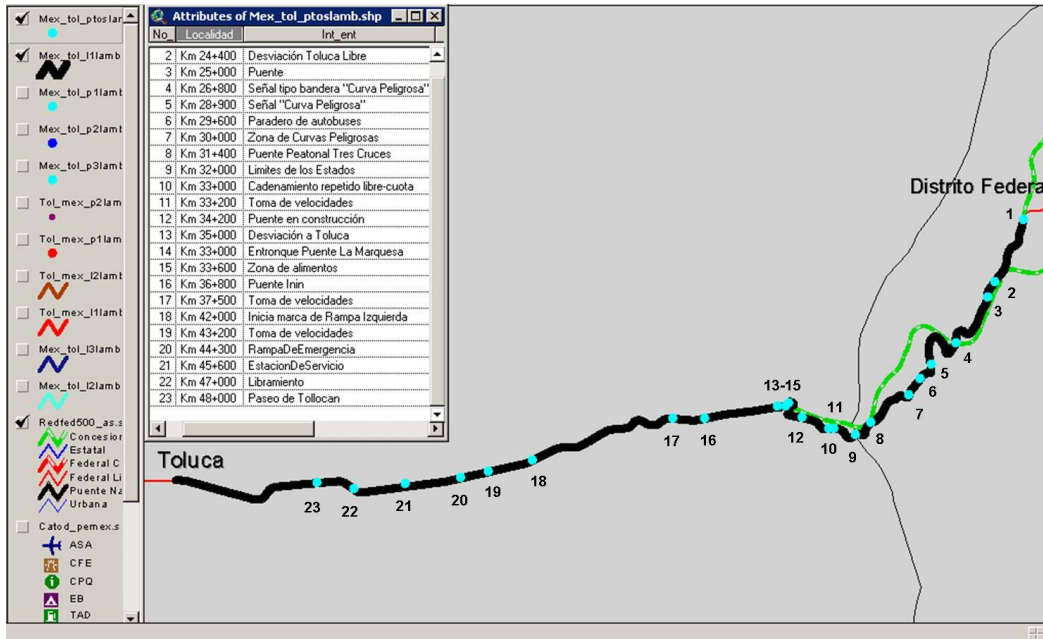 Mex_tol_ptoslar
Mex_tol_l1lamb
Mex_tol_p1lamt
Mex_tol_p2lamt
Mex_tol_p3lamt
Tol_mex_p2lam
Tol_mex_p1lam
Tol_mex_l2lamt
Tol_mex_l1lamt
Mex_tol_l3lamb
Mex_tol_l2lamb
Redfed500_as.s
Concesior
Estatal
Federal C
Federal Li
Puente Na
Urbana
Catod_pemex.s
ASA
CFE
CPQ
EB
TAD
Attributes of Mex_tol_ptoslamb.shp
No_ Localidad Int_ent
2 Km 24+400 Desviación Toluca Libre
3 Km 25+000 Puente
4 Km 26+800 Señal tipo bandera "Curva Peligrosa"
5 Km 28+900 Señal "Curva Peligrosa"
6 Km 29+600 Paradero de autobuses
7 Km 30+000 Zona de Curvas Peligrosas
8 Km 31+400 Puente Peatonal Tres Cruces
9 Km 32+000 Limites de los Estados
10 Km 33+000 Cadenamiento repetido libre-cuota
11 Km 33+200 Toma de velocidades
12 Km 34+200 Puente en construcción
13 Km 35+000 Desviación a Toluca
14 Km 33+000 Entronque Puente La Marquesa
15 Km 33+600 Zona de alimentos
16 Km 36+800 Puente Inin
17 Km 37+500 Toma de velocidades
18 Km 42+000 Inicia marca de Rampa Izquierda
19 Km 43+200 Toma de velocidades
20 Km 44+300 RampaDeEmergencia
21 Km 45+600 EstacionDeServicio
22 Km 47+000 Libramiento
23 Km 48+000 Paseo de Tollocan
Distrito Federa
1
2
3
4
5
6
7
8
9
10
11
12
13-15
16
17
18
19
20
21
22
23
Toluca